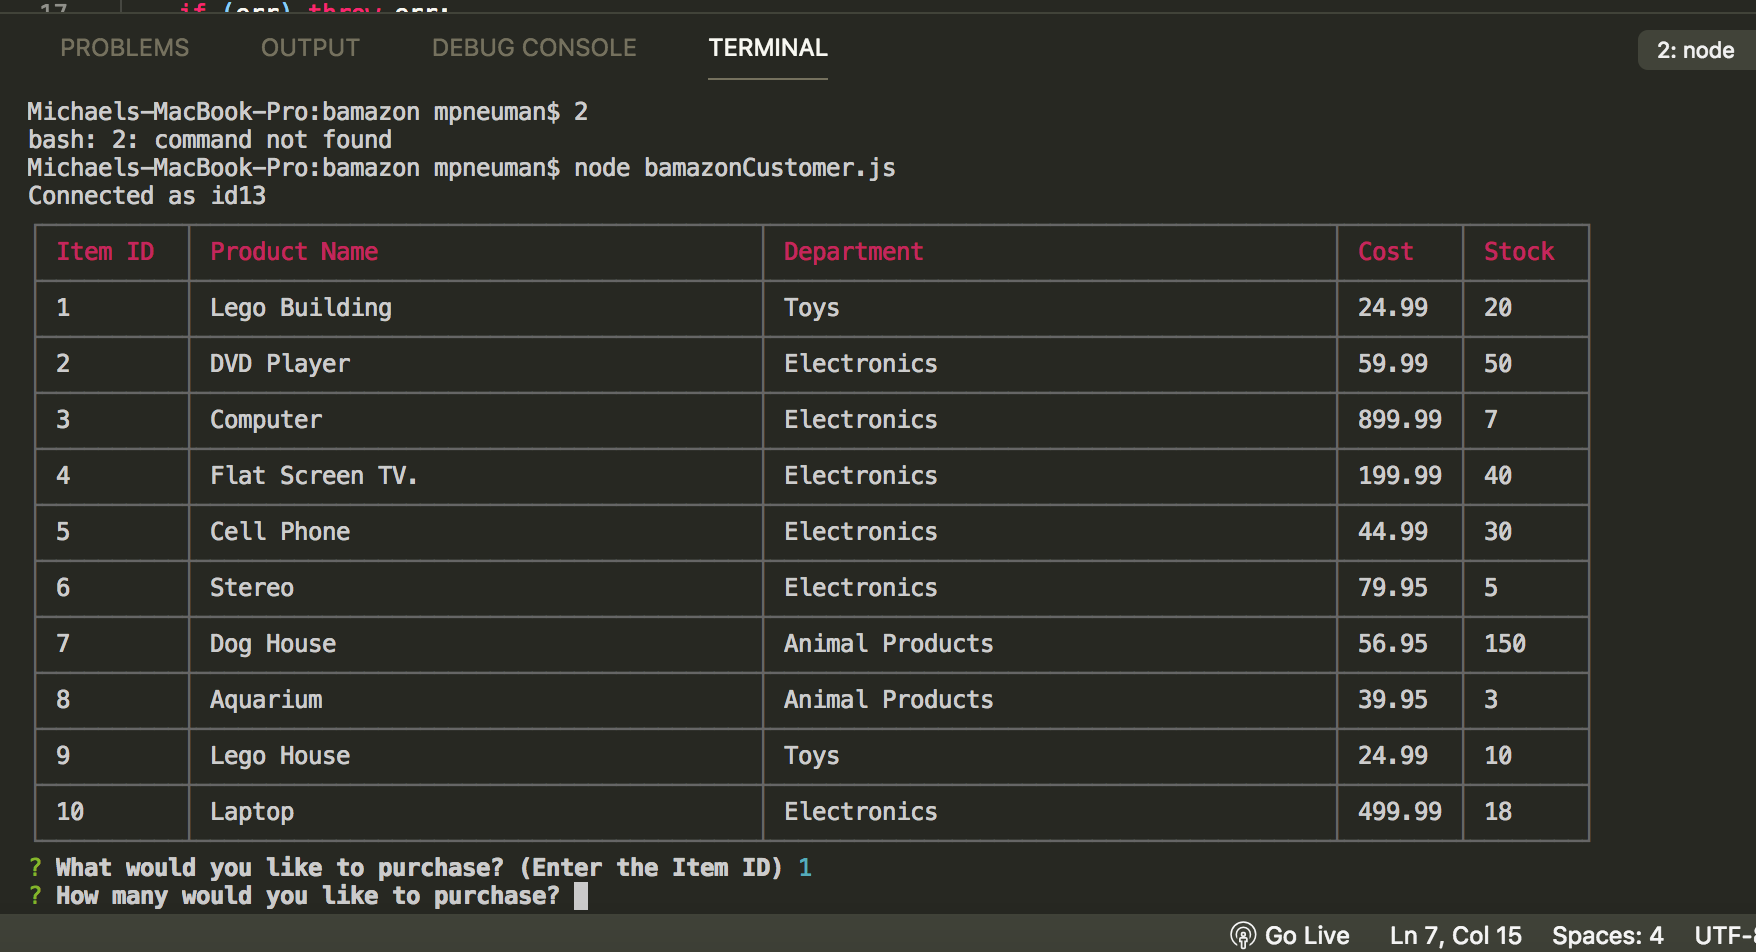 17 if (err) throw err;
PROBLEMS OUTPUT DEBUG CONSOLE TERMINAL 2: node
Michaels-MacBook-Pro:bamazon mpneuman$ 2
bash: 2: command not found
Michaels-MacBook-Pro:bamazon mpneuman$ node bamazonCustomer.js
Connected as id13
Item ID Product Name Department Cost Stock
1 Lego Building Toys 24.99 20
2 DVD Player Electronics 59.99 50
3 Computer Electronics 899.99 7
4 Flat Screen TV. Electronics 199.99 40
5 Cell Phone Electronics 44.99 30
6 Stereo Electronics 79.95 5
7 Dog House Animal Products 56.95 150
8 Aquarium Animal Products 39.95 3
9 Lego House Toys 24.99 10
10 Laptop Electronics 499.99 18
? What would you like to purchase? (Enter the Item ID) 1
? How many would you like to purchase?
Go Live Ln 7, Col 15 Spaces: 4 UTF-